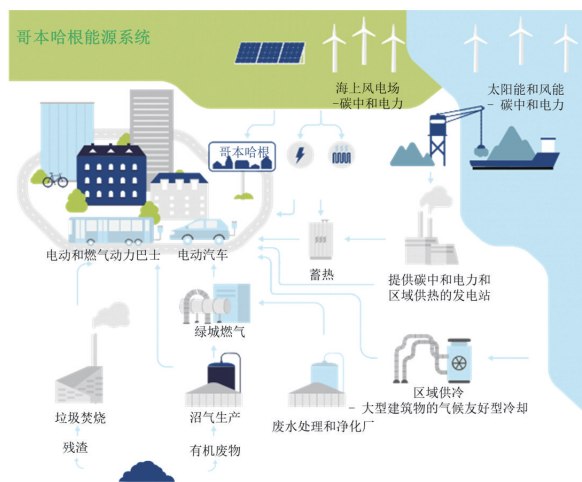 哥本哈根能源系统
海上风电场
-碳中和电力
太阳能和风能
- 碳中和电力
哥本哈根
电动和燃气动力巴士
电动汽车
蓄热
提供碳中和电力和
区域供热的发电站
绿城燃气
区域供冷
- 大型建筑物的气候友好型冷却
垃圾焚烧
沼气生产
废水处理和净化厂
残渣
有机废物